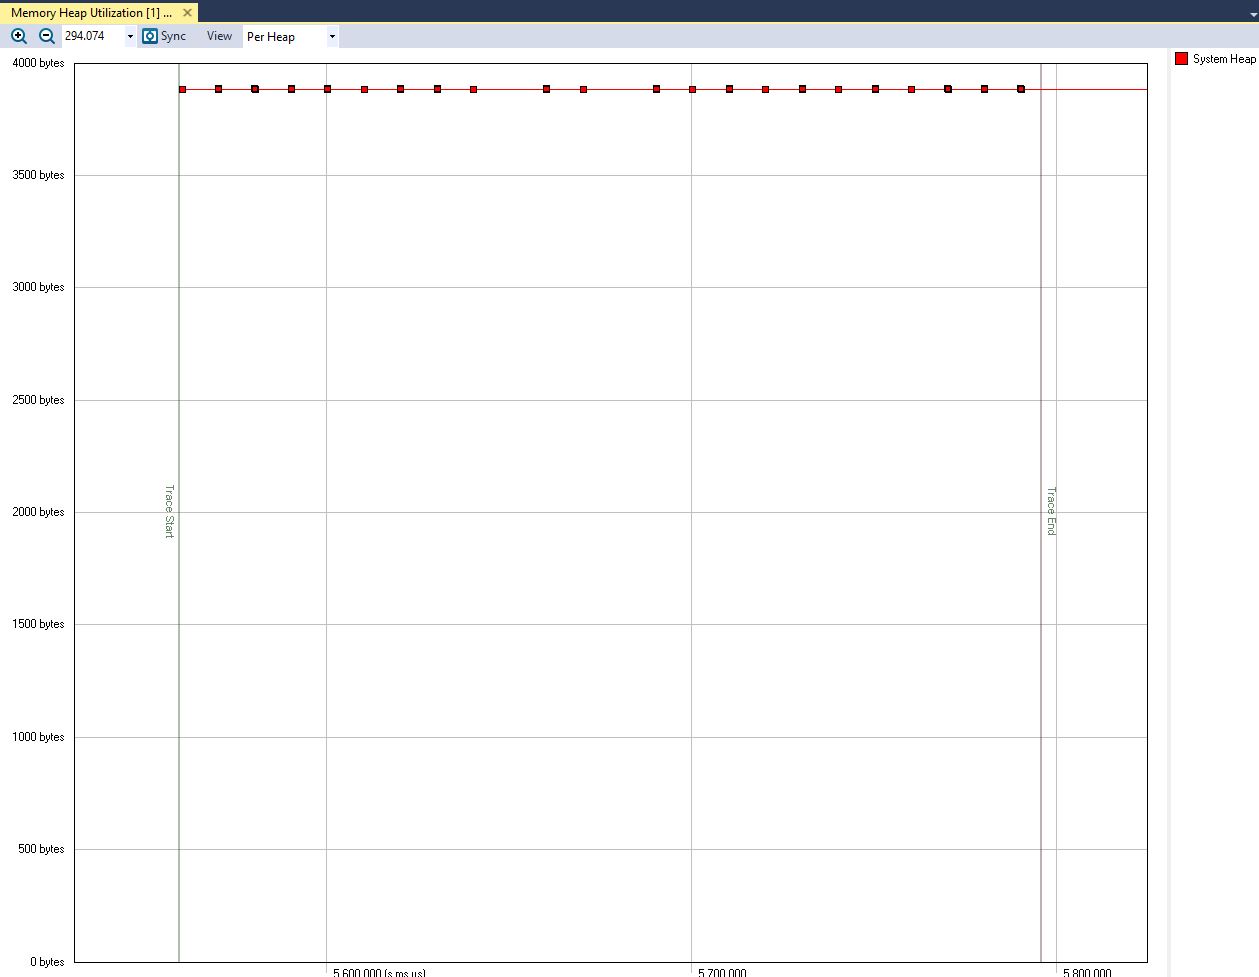 Memory Heap Utilization [1] ...
294.074 Sync View Per Heap
System Heap
4000 bytes
3500 bytes
3000 bytes
2500 bytes
2000 bytes
1500 bytes
1000 bytes
500 bytes
0 bytes
Trace Start
Trace End
5.600.000 (s.ms.us)
5.700.000
5.800.000